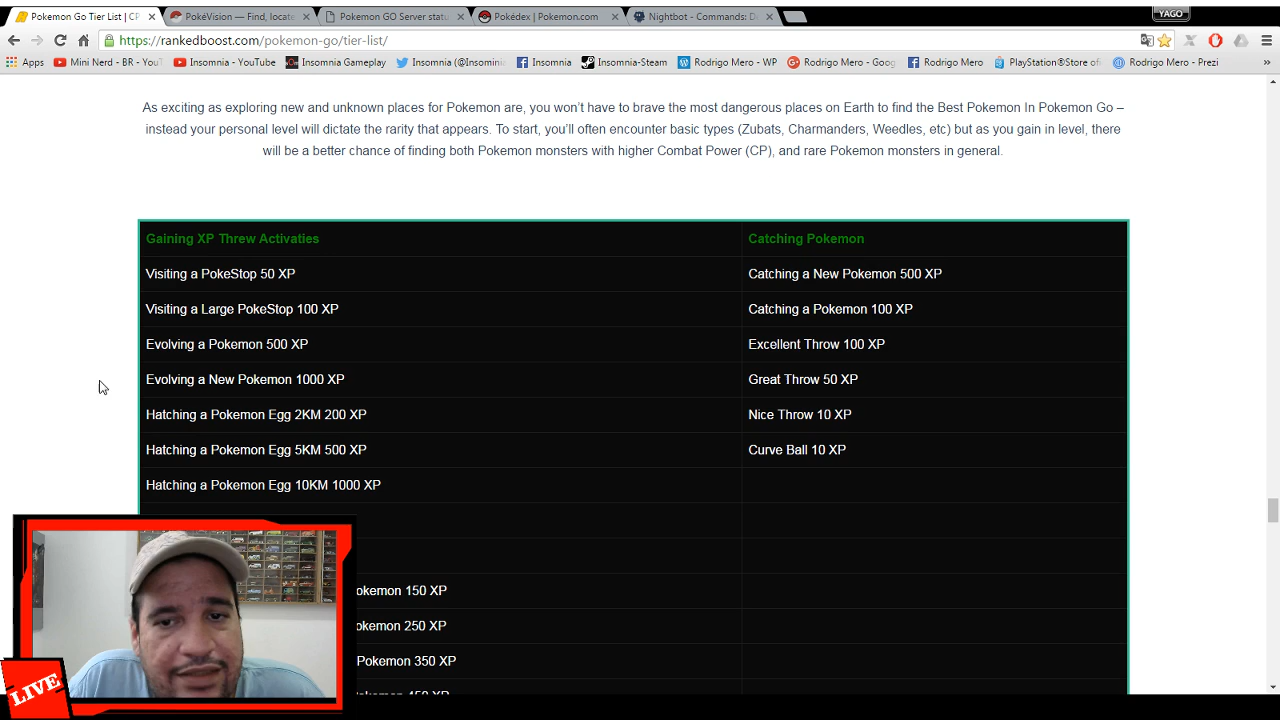 Pokemon Go Tier List | CP
PokéVision — Find, locate
Pokemon GO Server statu
Pokédex | Pokemon.com
Nightbot - Commands: De
YAGO
https://rankedboost.com/pokemon-go/tier-list/
Apps
Mini Nerd - BR - You
Insomnia - YouTube
Insomnia Gameplay
Insomnia (@Insominia
Insomnia
Insomnia-Steam
Rodrigo Mero - WP
Rodrigo Mero - Goog
Rodrigo Mero
PlayStation®Store of
Rodrigo Mero - Prezi
As exciting as exploring new and unknown places for Pokemon are, you won't have to brave the most dangerous places on Earth to find the Best Pokemon In Pokemon Go –
instead your personal level will dictate the rarity that appears. To start, you'll often encounter basic types (Zubats, Charmanders, Weedles, etc) but as you gain in level, there
will be a better chance of finding both Pokemon monsters with higher Combat Power (CP), and rare Pokemon monsters in general.
Gaining XP Threw Activaties
Catching Pokemon
Visiting a PokeStop 50 XP
Catching a New Pokemon 500 XP
Visiting a Large PokeStop 100 XP
Catching a Pokemon 100 XP
Evolving a Pokemon 500 XP
Excellent Throw 100 XP
Evolving a New Pokemon 1000 XP
Great Throw 50 XP
Hatching a Pokemon Egg 2KM 200 XP
Nice Throw 10 XP
Hatching a Pokemon Egg 5KM 500 XP
Curve Ball 10 XP
Hatching a Pokemon Egg 10KM 1000 XP
okemon 150 XP
okemon 250 XP
Pokemon 350 XP
okemon 450 XP
LIVE